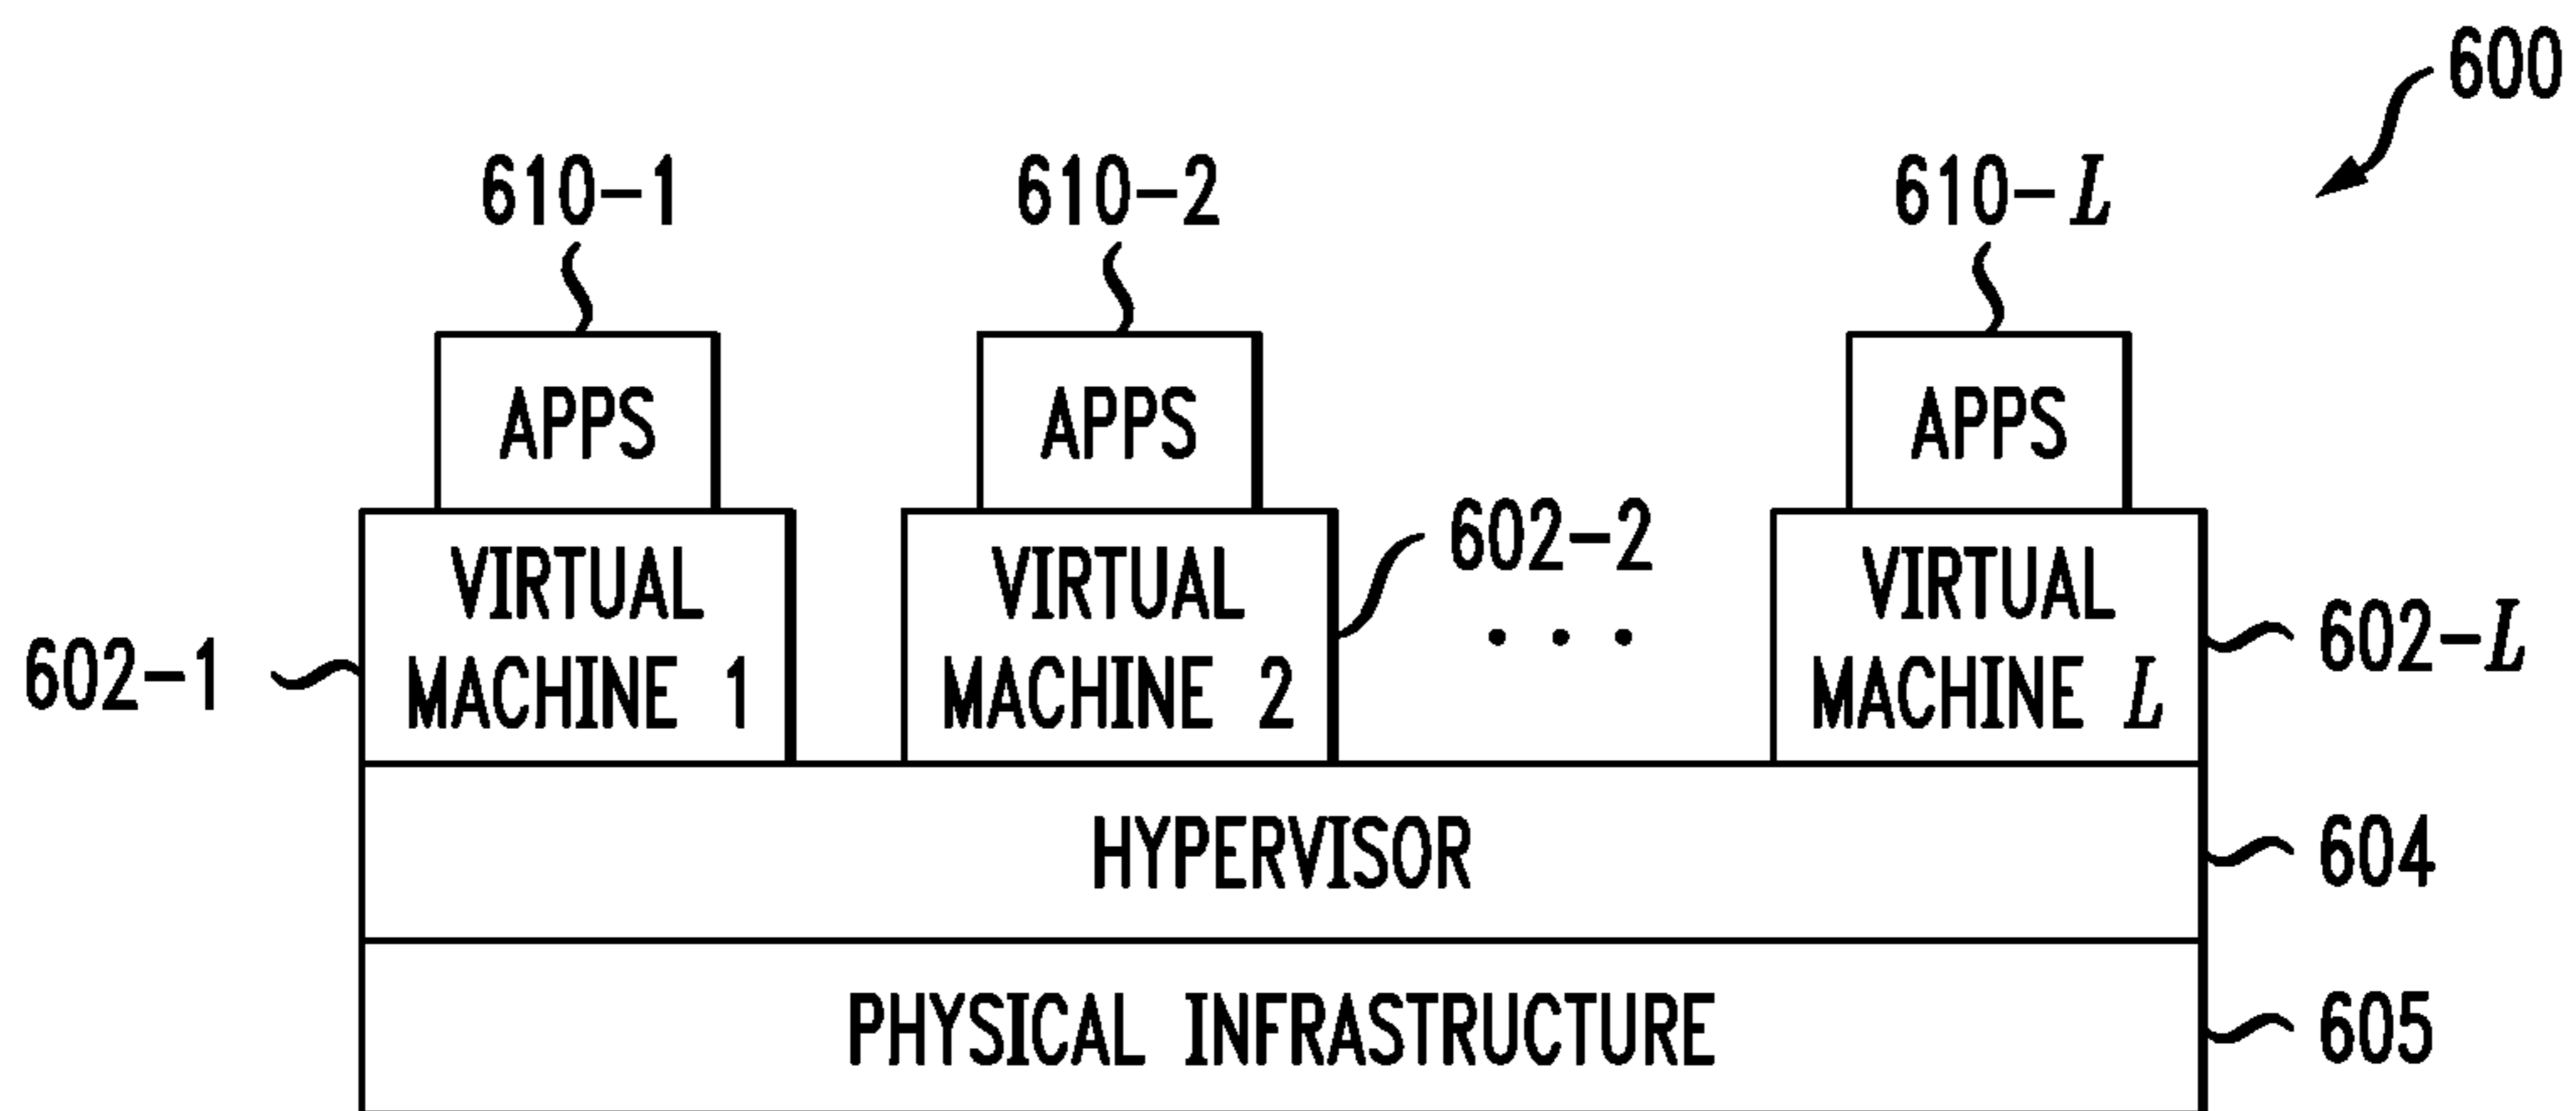 600
610-1 610-2 610-L
APPS APPS APPS
602-2
VIRTUAL MACHINE 1
VIRTUAL MACHINE 2
VIRTUAL MACHINE L
602-1
602-L
HYPERVISOR
604
PHYSICAL INFRASTRUCTURE
605